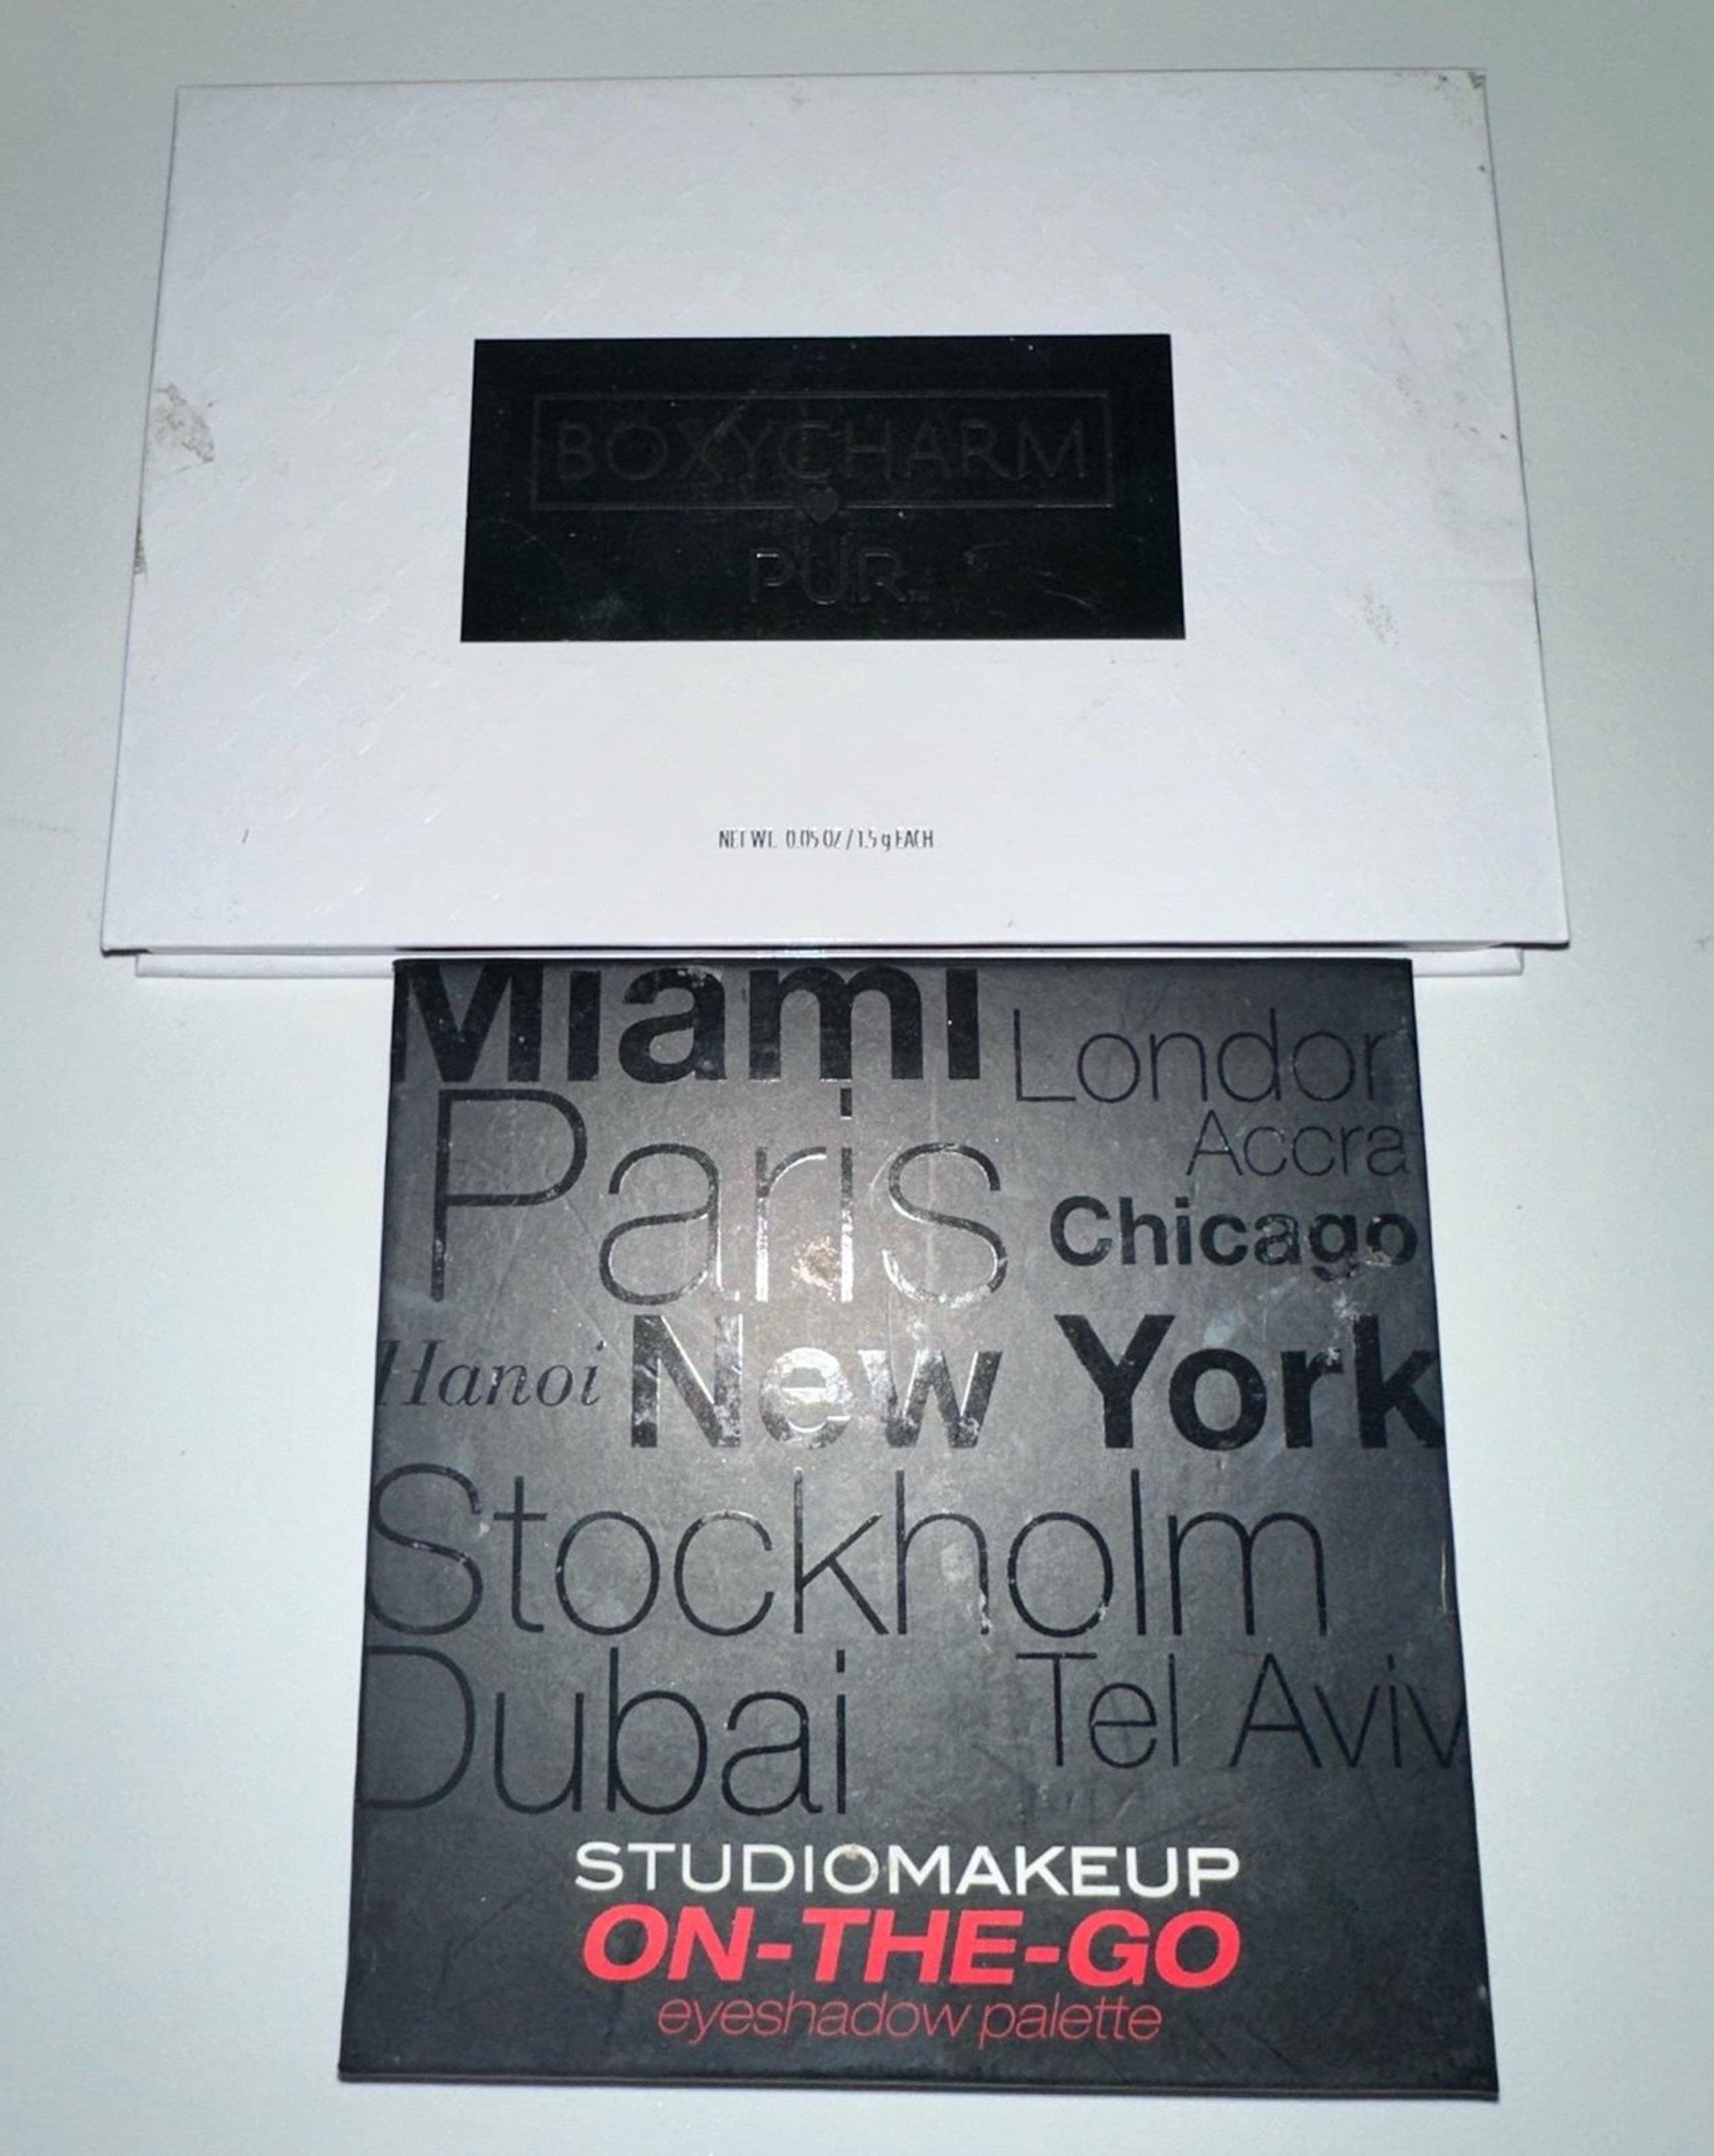 BOXYCHARM
PÜR
NET WT. 0.05 OZ / 1.5 g EACH
Miami
London
Accra
Paris
Chicago
Hanoi New York
Stockholm
Dubai Tel Aviv
STUDIOMAKEUP
ON-THE-GO
eyeshadow palette